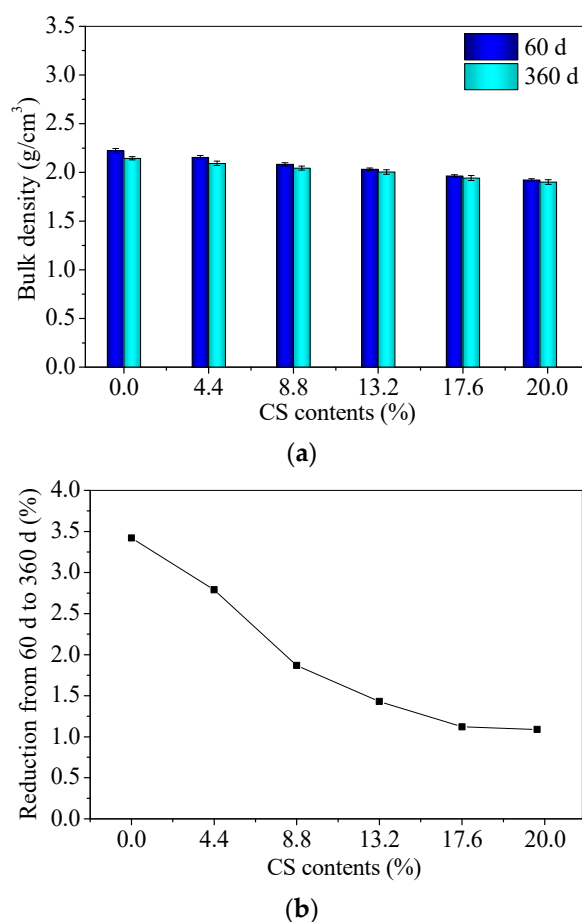 3.5
3.0
2.5
2.0
1.5
1.0
0.5
0.0
Bulk density (g/cm³)
60 d
360 d
0.0 4.4 8.8 13.2 17.6 20.0
CS contents (%)
(a)
4.0
3.5
3.0
2.5
2.0
1.5
1.0
0.5
0.0
Reduction from 60 d to 360 d (%)
0.0 4.4 8.8 13.2 17.6 20.0
CS contents (%)
(b)